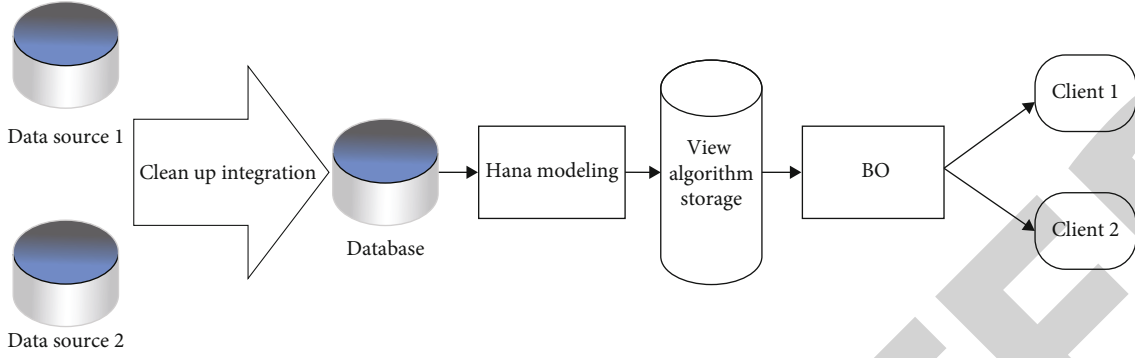 Data source 1
Data source 2
Clean up integration
Database
Hana modeling
View
algorithm
storage
BO
Client 1
Client 2